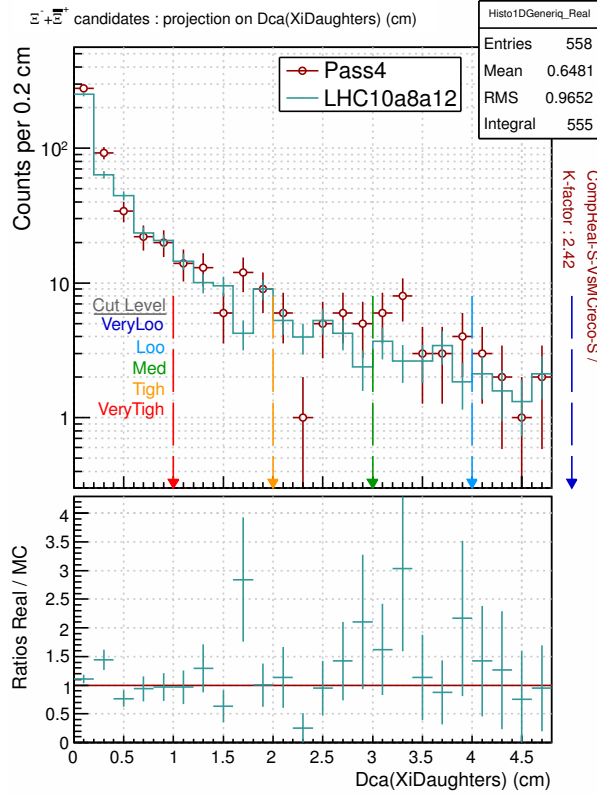 Ξ⁻+Ξ̅⁺ candidates : projection on Dca(XiDaughters) (cm)
Histo1DGeneriq_Real
Entries 558
Mean 0.6481
RMS 0.9652
Integral 555
Pass4
LHC10a8a12
Counts per 0.2 cm
10²
10
1
Cut Level
VeryLoo
Loo
Med
Tigh
VeryTigh
CompReal-S-VsMCreco-S /
K-factor : 2.42
Ratios Real / MC
4
3.5
3
2.5
2
1.5
1
0.5
0
0 0.5 1 1.5 2 2.5 3 3.5 4 4.5
Dca(XiDaughters) (cm)